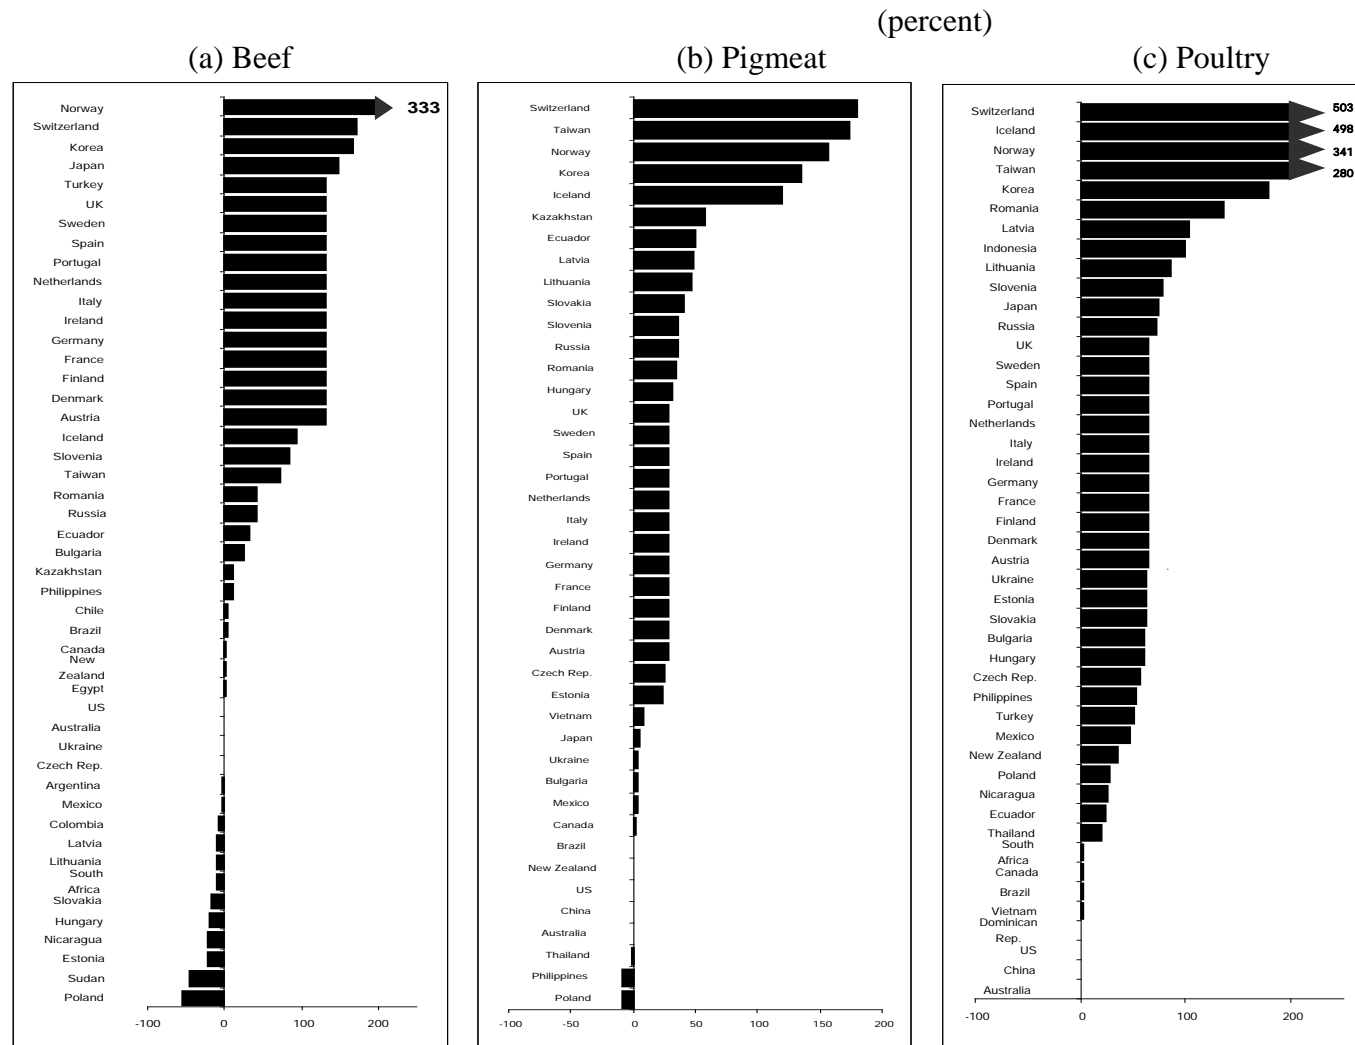 (percent)
(a) Beef
(b) Pigmeat
(c) Poultry
Norway
333
Switzerland
Korea
Japan
Turkey
UK
Sweden
Spain
Portugal
Netherlands
Italy
Ireland
Germany
France
Finland
Denmark
Austria
Iceland
Slovenia
Taiwan
Romania
Russia
Ecuador
Bulgaria
Kazakhstan
Philippines
Chile
Brazil
Canada
New
Zealand
Egypt
US
Australia
Ukraine
Czech Rep.
Argentina
Mexico
Colombia
Latvia
Lithuania
South
Africa
Slovakia
Hungary
Nicaragua
Estonia
Sudan
Poland
-100 0 100 200
Switzerland
Taiwan
Norway
Korea
Iceland
Kazakhstan
Ecuador
Latvia
Lithuania
Slovakia
Slovenia
Russia
Romania
Hungary
UK
Sweden
Spain
Portugal
Netherlands
Italy
Ireland
Germany
France
Finland
Denmark
Austria
Czech Rep.
Estonia
Vietnam
Japan
Ukraine
Bulgaria
Mexico
Canada
Brazil
New Zealand
US
China
Australia
Thailand
Philippines
Poland
-100 -50 0 50 100 150 200
Switzerland
503
Iceland
498
Norway
341
Taiwan
280
Korea
Romania
Latvia
Indonesia
Lithuania
Slovenia
Japan
Russia
UK
Sweden
Spain
Portugal
Netherlands
Italy
Ireland
Germany
France
Finland
Denmark
Austria
Ukraine
Estonia
Slovakia
Bulgaria
Hungary
Czech Rep.
Philippines
Turkey
Mexico
New Zealand
Poland
Nicaragua
Ecuador
Thailand
South
Africa
Canada
Brazil
Vietnam
Dominican
Rep.
US
China
Australia
-100 0 100 200